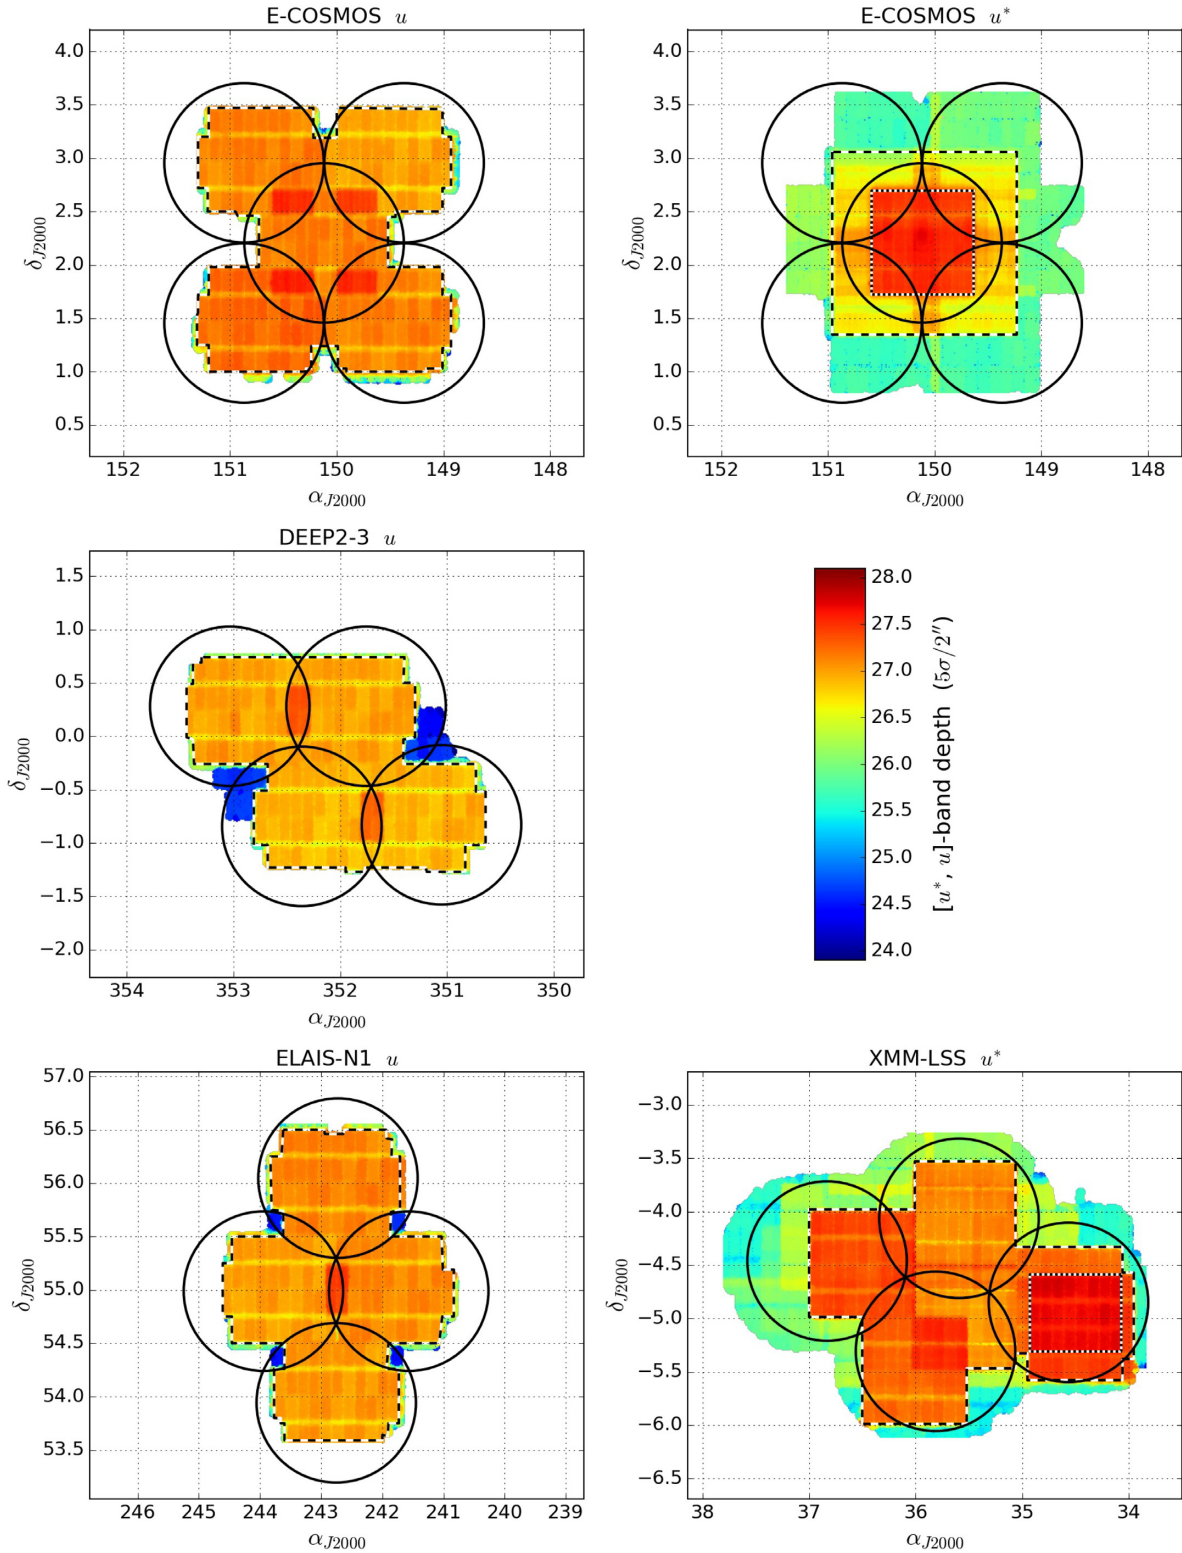 E-COSMOS u
4.0
3.5
3.0
2.5
2.0
1.5
1.0
0.5
δJ2000
152 151 150 149 148
αJ2000
E-COSMOS u*
4.0
3.5
3.0
2.5
2.0
1.5
1.0
0.5
δJ2000
152 151 150 149 148
αJ2000
DEEP2-3 u
1.5
1.0
0.5
0.0
−0.5
−1.0
−1.5
−2.0
δJ2000
354 353 352 351 350
αJ2000
28.0
27.5
27.0
26.5
26.0
25.5
25.0
24.5
24.0
[u*, u]-band depth (5σ/2″)
ELAIS-N1 u
57.0
56.5
56.0
55.5
55.0
54.5
54.0
53.5
δJ2000
246 245 244 243 242 241 240 239
αJ2000
XMM-LSS u*
−3.0
−3.5
−4.0
−4.5
−5.0
−5.5
−6.0
−6.5
δJ2000
38 37 36 35 34
αJ2000